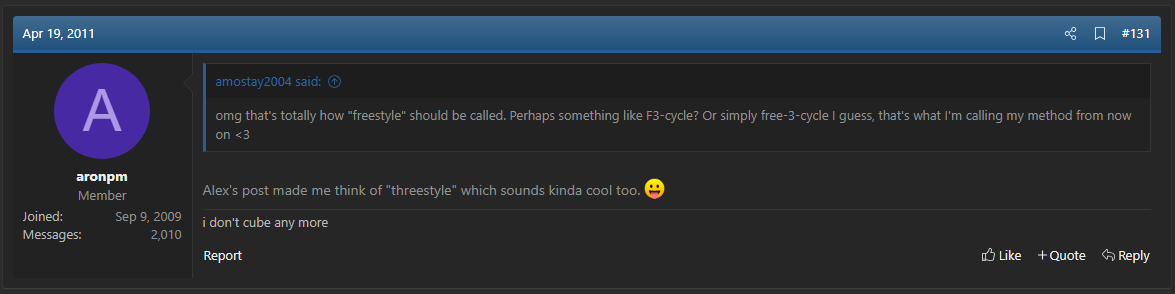 Apr 19, 2011
#131
A
aronpm
Member
Joined: Sep 9, 2009
Messages: 2,010
amostay2004 said:
omg that's totally how "freestyle" should be called. Perhaps something like F3-cycle? Or simply free-3-cycle I guess, that's what I'm calling my method from now
on <3
Alex's post made me think of "threestyle" which sounds kinda cool too.
i don't cube any more
Report
Like
+Quote
Reply